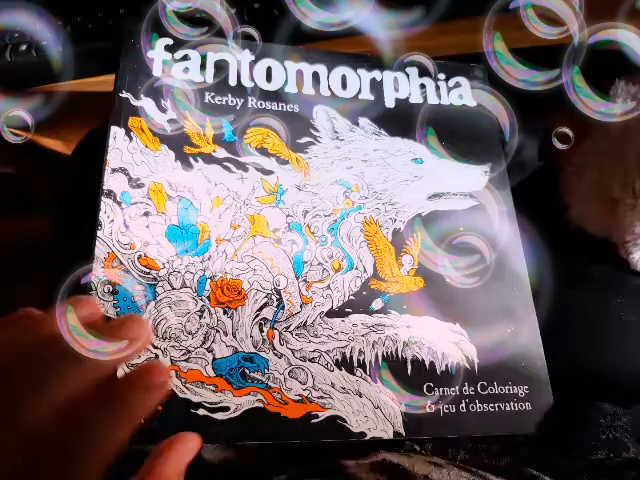 fantomorphia
Kerby Rosanes
Carnet de Coloriage
& jeu d'observation